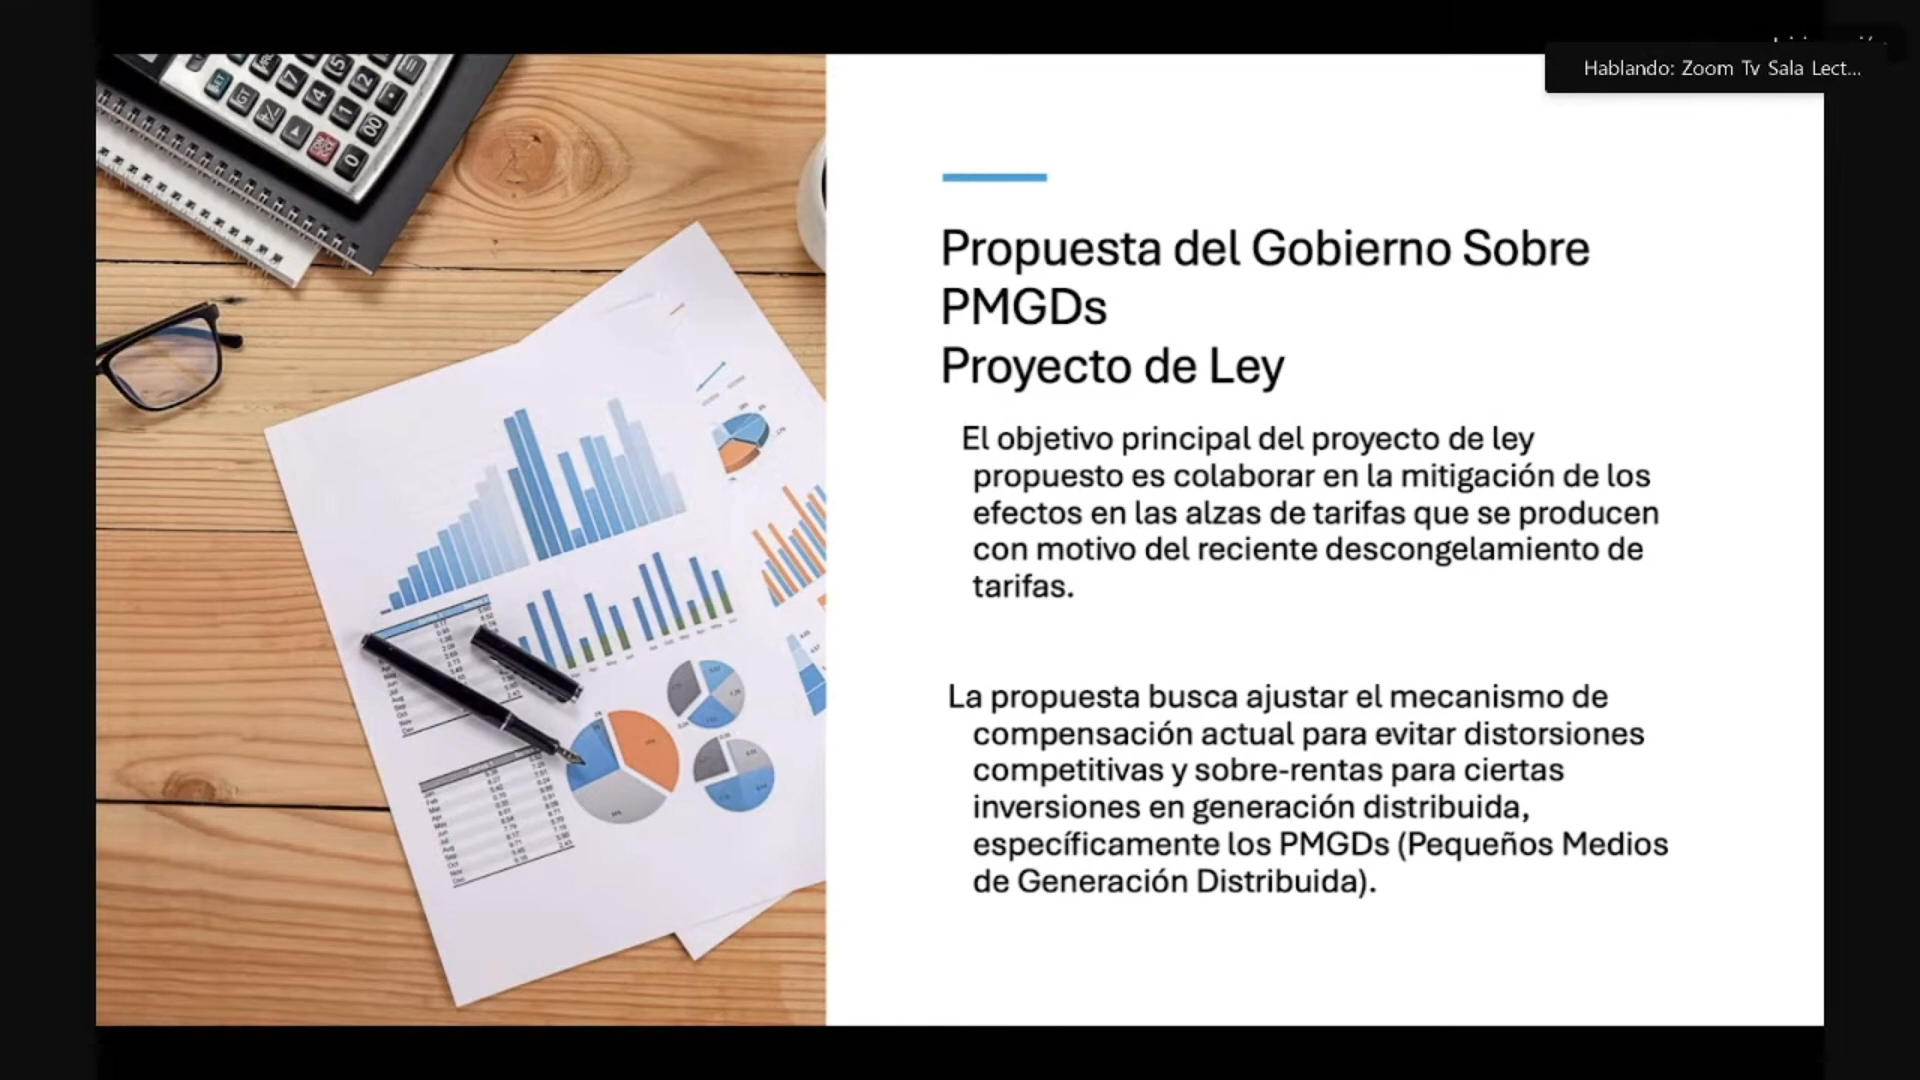 Hablando: Zoom Tv Sala Lect...
Propuesta del Gobierno Sobre
PMGDs
Proyecto de Ley
El objetivo principal del proyecto de ley
propuesto es colaborar en la mitigación de los
efectos en las alzas de tarifas que se producen
con motivo del reciente descongelamiento de
tarifas.
La propuesta busca ajustar el mecanismo de
compensación actual para evitar distorsiones
competitivas y sobre-rentas para ciertas
inversiones en generación distribuida,
específicamente los PMGDs (Pequeños Medios
de Generación Distribuida).